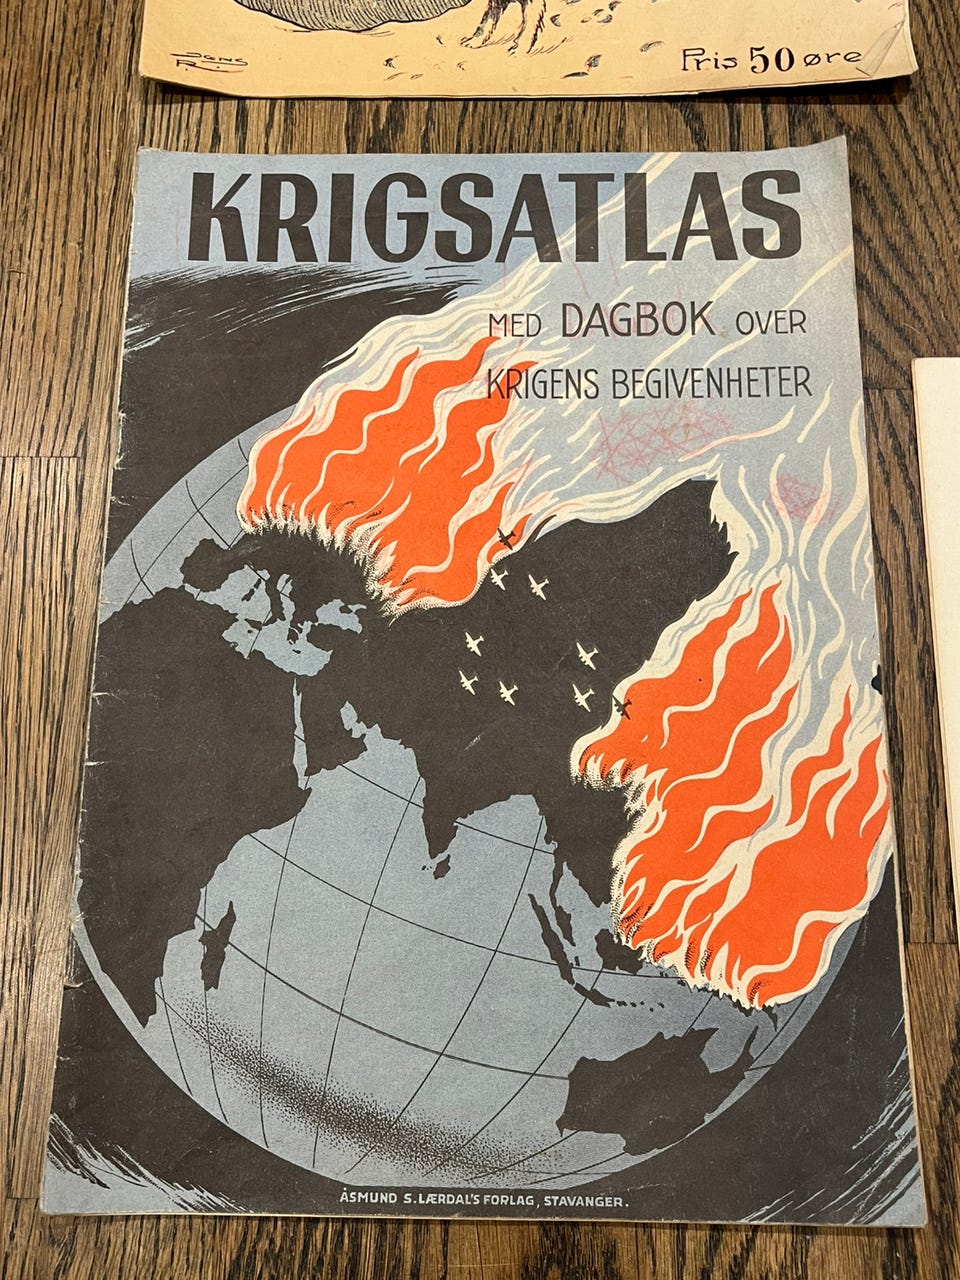 Pris 50 øre
KRIGSATLAS
MED DAGBOK OVER
KRIGENS BEGIVENHETER
ÅSMUND S. LÆRDAL'S FORLAG, STAVANGER.